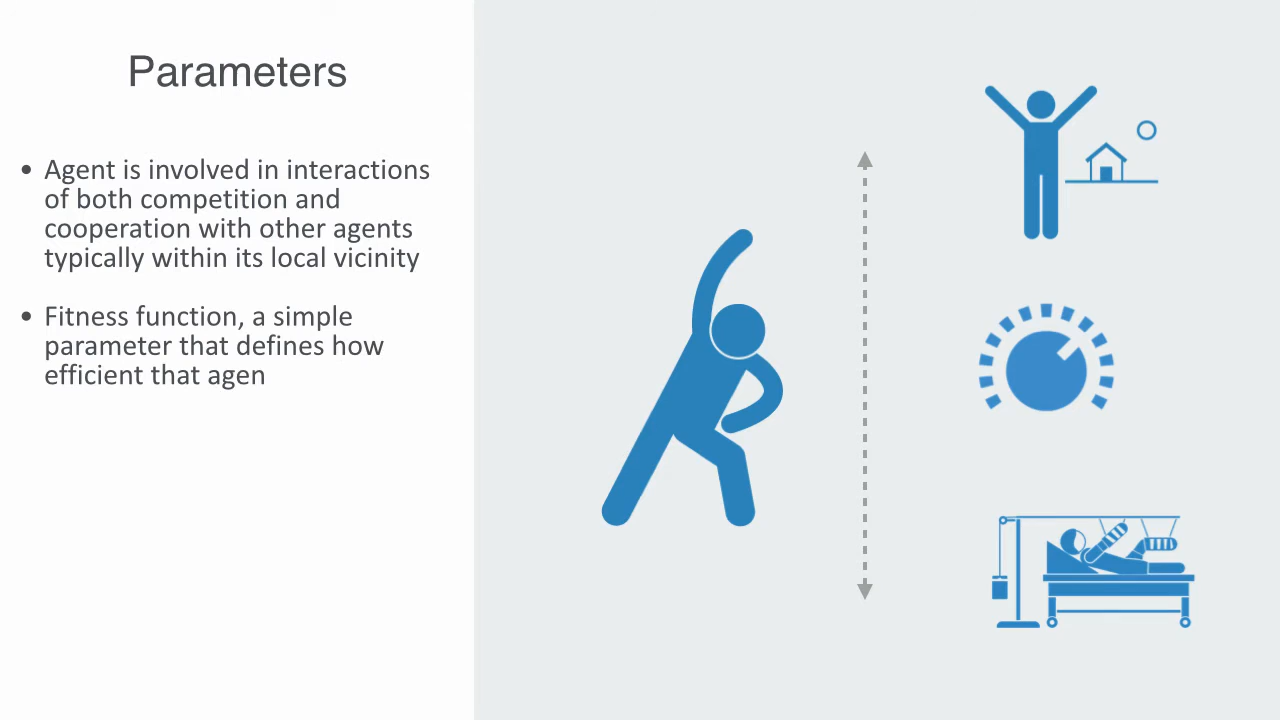 Parameters
• Agent is involved in interactions
of both competition and
cooperation with other agents
typically within its local vicinity
• Fitness function, a simple
parameter that defines how
efficient that agen